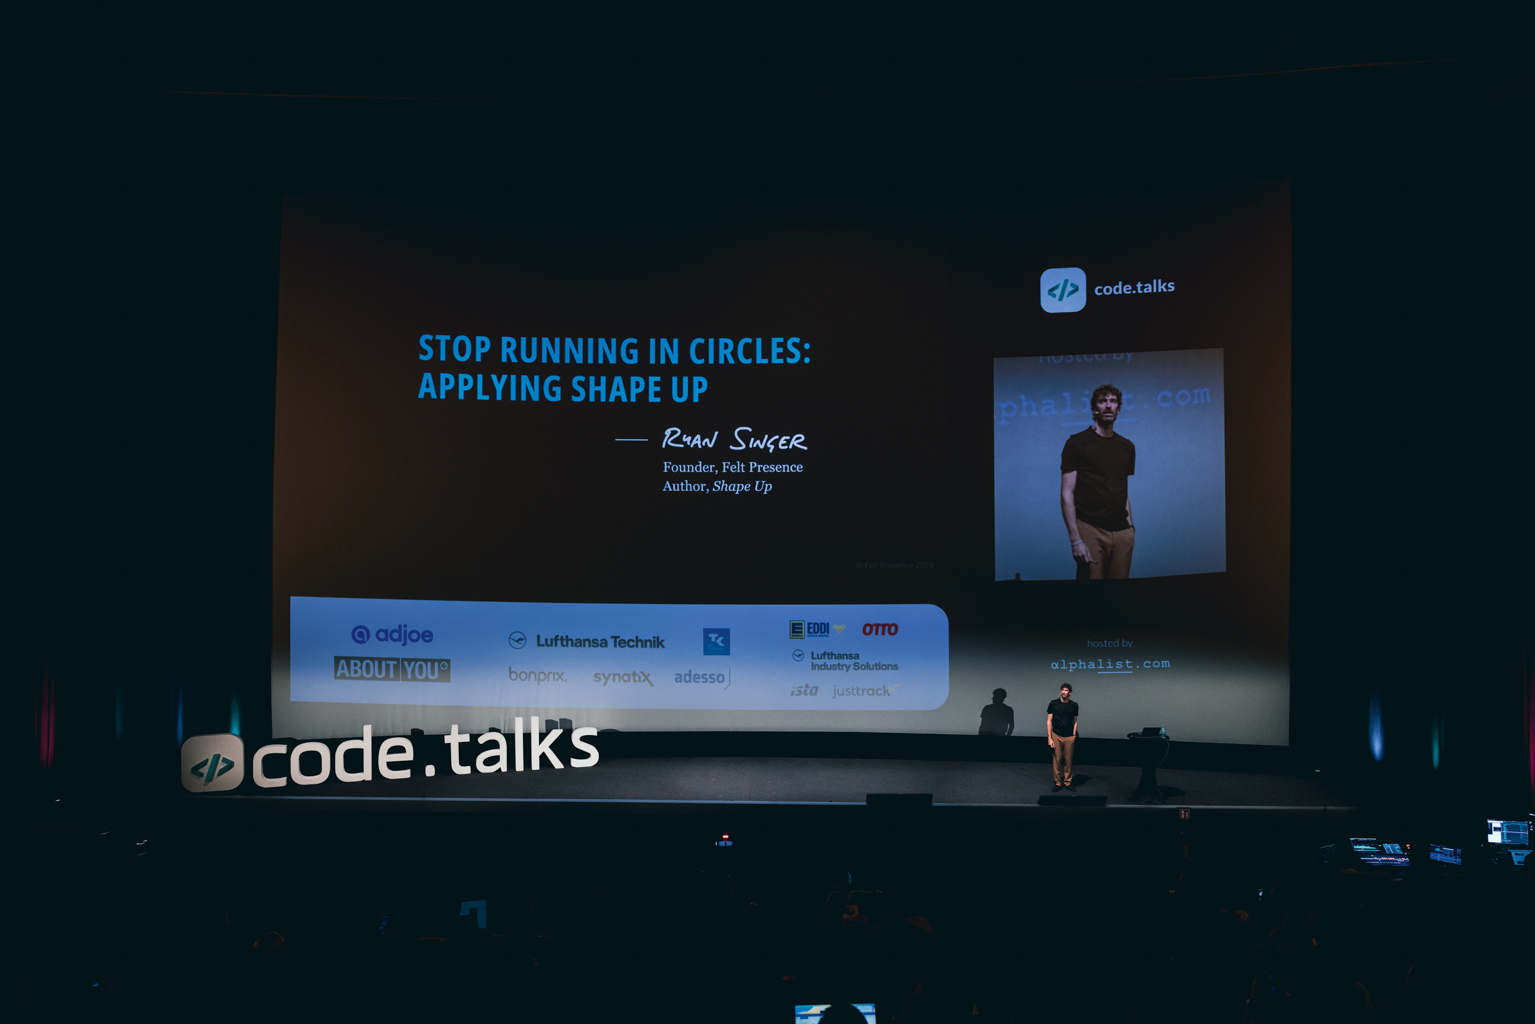 STOP RUNNING IN CIRCLES:
APPLYING SHAPE UP
— RYAN SINGER
Founder, Felt Presence
Author, Shape Up
© Felt Presence 2023
code.talks
hosted by
alphalist.com
adjoe
ABOUT YOU°
Lufthansa Technik
TK
bonprix.
synatix
adesso
EDDI
OTTO
Lufthansa
Industry Solutions
ista
justtrack
hosted by
αlphalist.com
code.talks